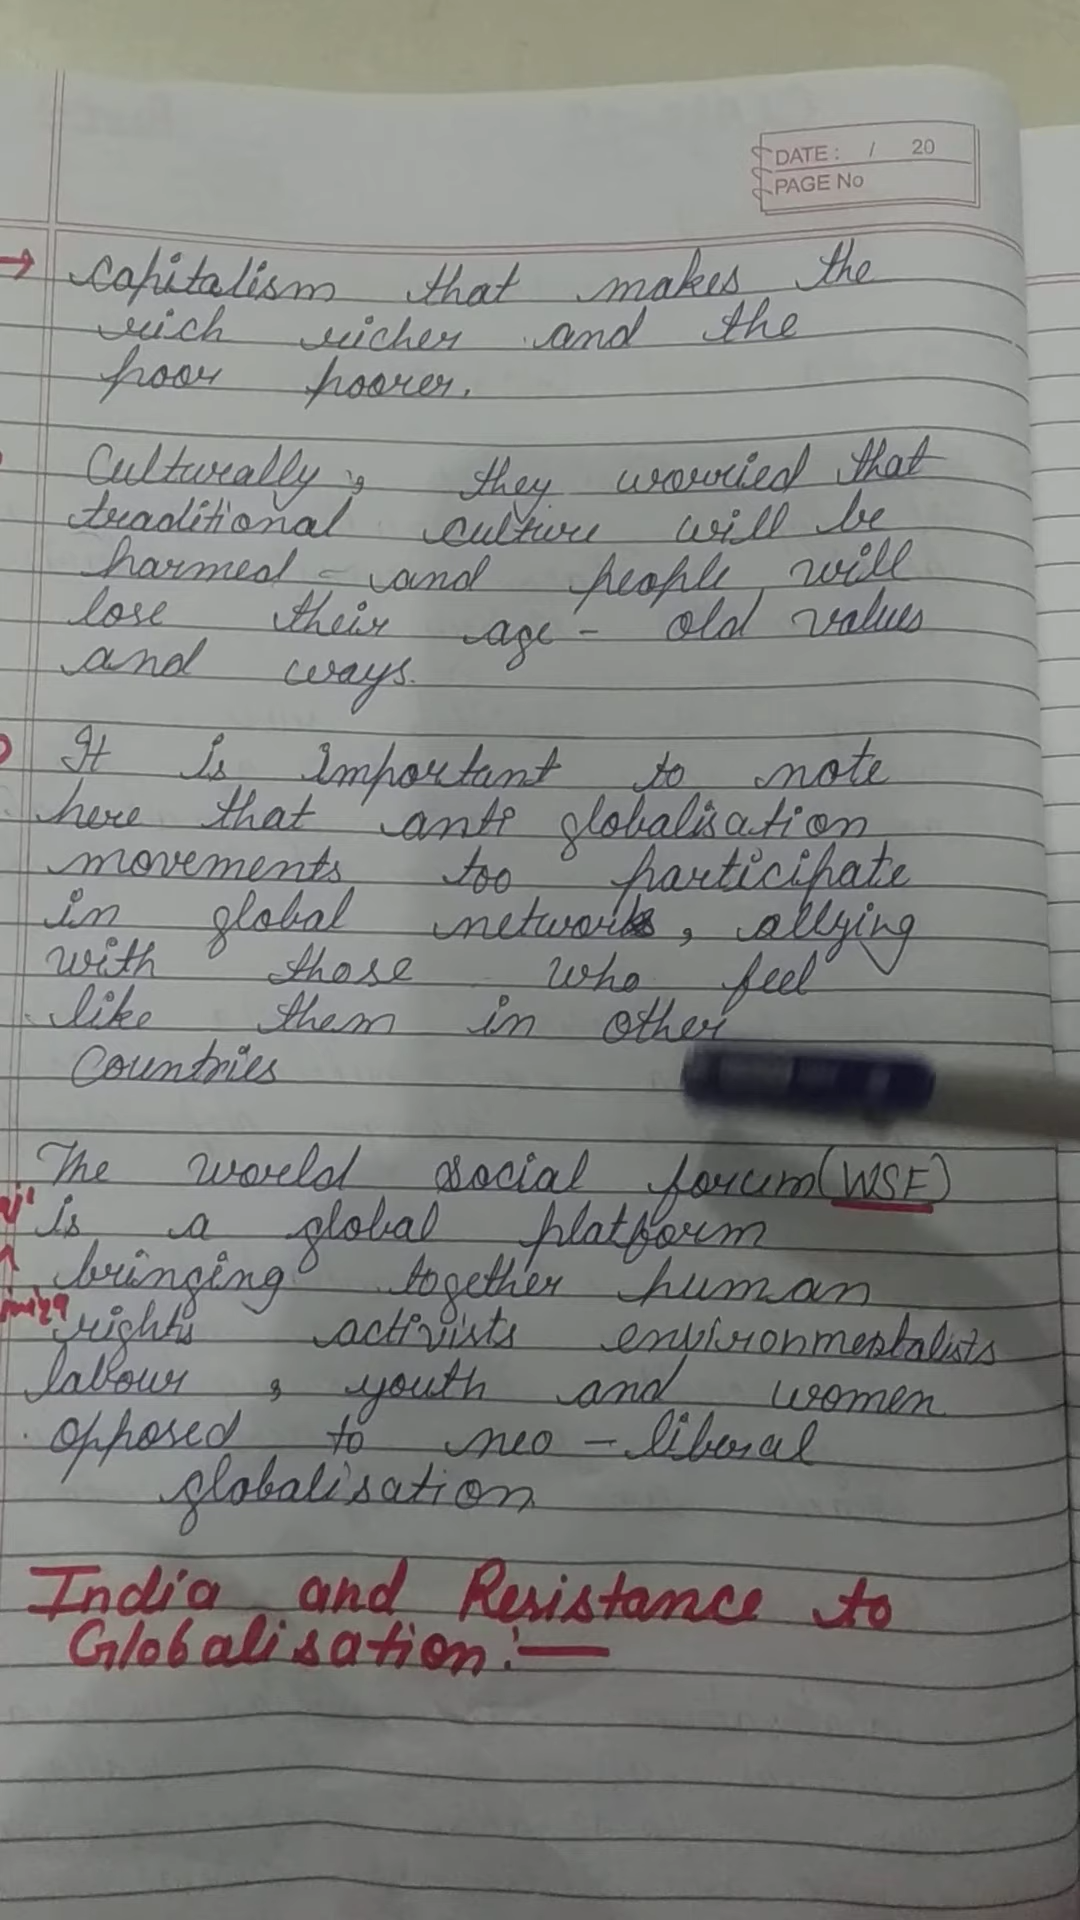 DATE : / 20
PAGE No
→ capitalism that makes the
rich richer and the
poor poorer.
Culturally, they worried that
traditional culture will be
harmed - and people will
lose their age - old values
and ways.
It is Important to note
here that anti globalisation
movements too participate
in global networks, allying
with those who feel
like them in other
Countries
The world social forum (WSF)
is a global platform
bringing together human
rights activists environmentalists
labour , youth and women
opposed to neo - liberal
globalisation
India and Resistance to
Globalisation :—